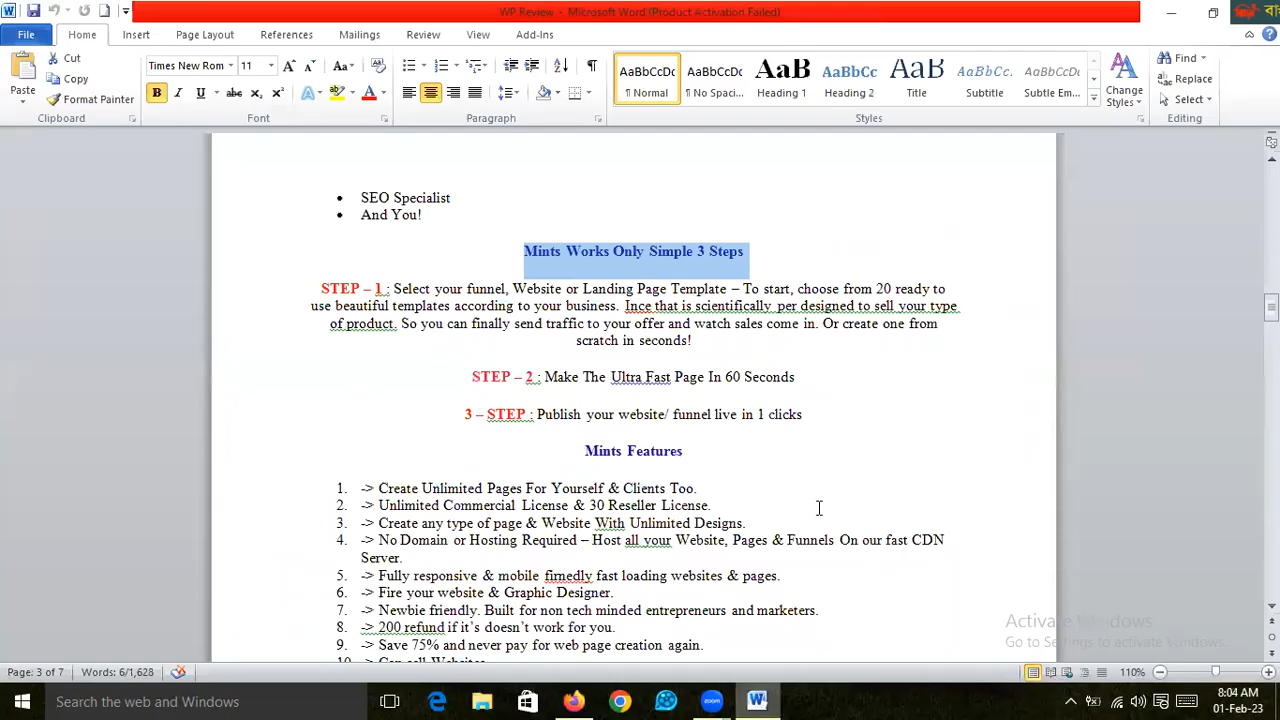 WP Review - Microsoft Word (Product Activation Failed)
বাং
File Home Insert Page Layout References Mailings Review View Add-Ins
Paste
Cut
Copy
Format Painter
Clipboard
Times New Rom 11
Aa
B I U abc x₂ x² A
Font
Paragraph
AaBbCcDc AaBbCcDc AaB AaBbCc AaB AaBbCc. AaBbCcDc
¶ Normal ¶ No Spaci... Heading 1 Heading 2 Title Subtitle Subtle Em...
Change
Styles
Styles
Find
Replace
Select
Editing
• SEO Specialist
• And You!
Mints Works Only Simple 3 Steps
STEP – 1 : Select your funnel, Website or Landing Page Template – To start, choose from 20 ready to
use beautiful templates according to your business. Ince that is scientifically per designed to sell your type
of product. So you can finally send traffic to your offer and watch sales come in. Or create one from
scratch in seconds!
STEP – 2 : Make The Ultra Fast Page In 60 Seconds
3 – STEP : Publish your website/ funnel live in 1 clicks
Mints Features
1. -> Create Unlimited Pages For Yourself & Clients Too.
2. -> Unlimited Commercial License & 30 Reseller License.
3. -> Create any type of page & Website With Unlimited Designs.
4. -> No Domain or Hosting Required – Host all your Website, Pages & Funnels On our fast CDN
Server.
5. -> Fully responsive & mobile firnedly fast loading websites & pages.
6. -> Fire your website & Graphic Designer.
7. -> Newbie friendly. Built for non tech minded entrepreneurs and marketers.
8. -> 200 refund if it's doesn't work for you.
9. -> Save 75% and never pay for web page creation again.
10. -> Can sell Websites
Activate Windows
Go to Settings to activate Windows.
Page: 3 of 7 Words: 6/1,628 110%
Search the web and Windows
zoom
8:04 AM
01-Feb-23